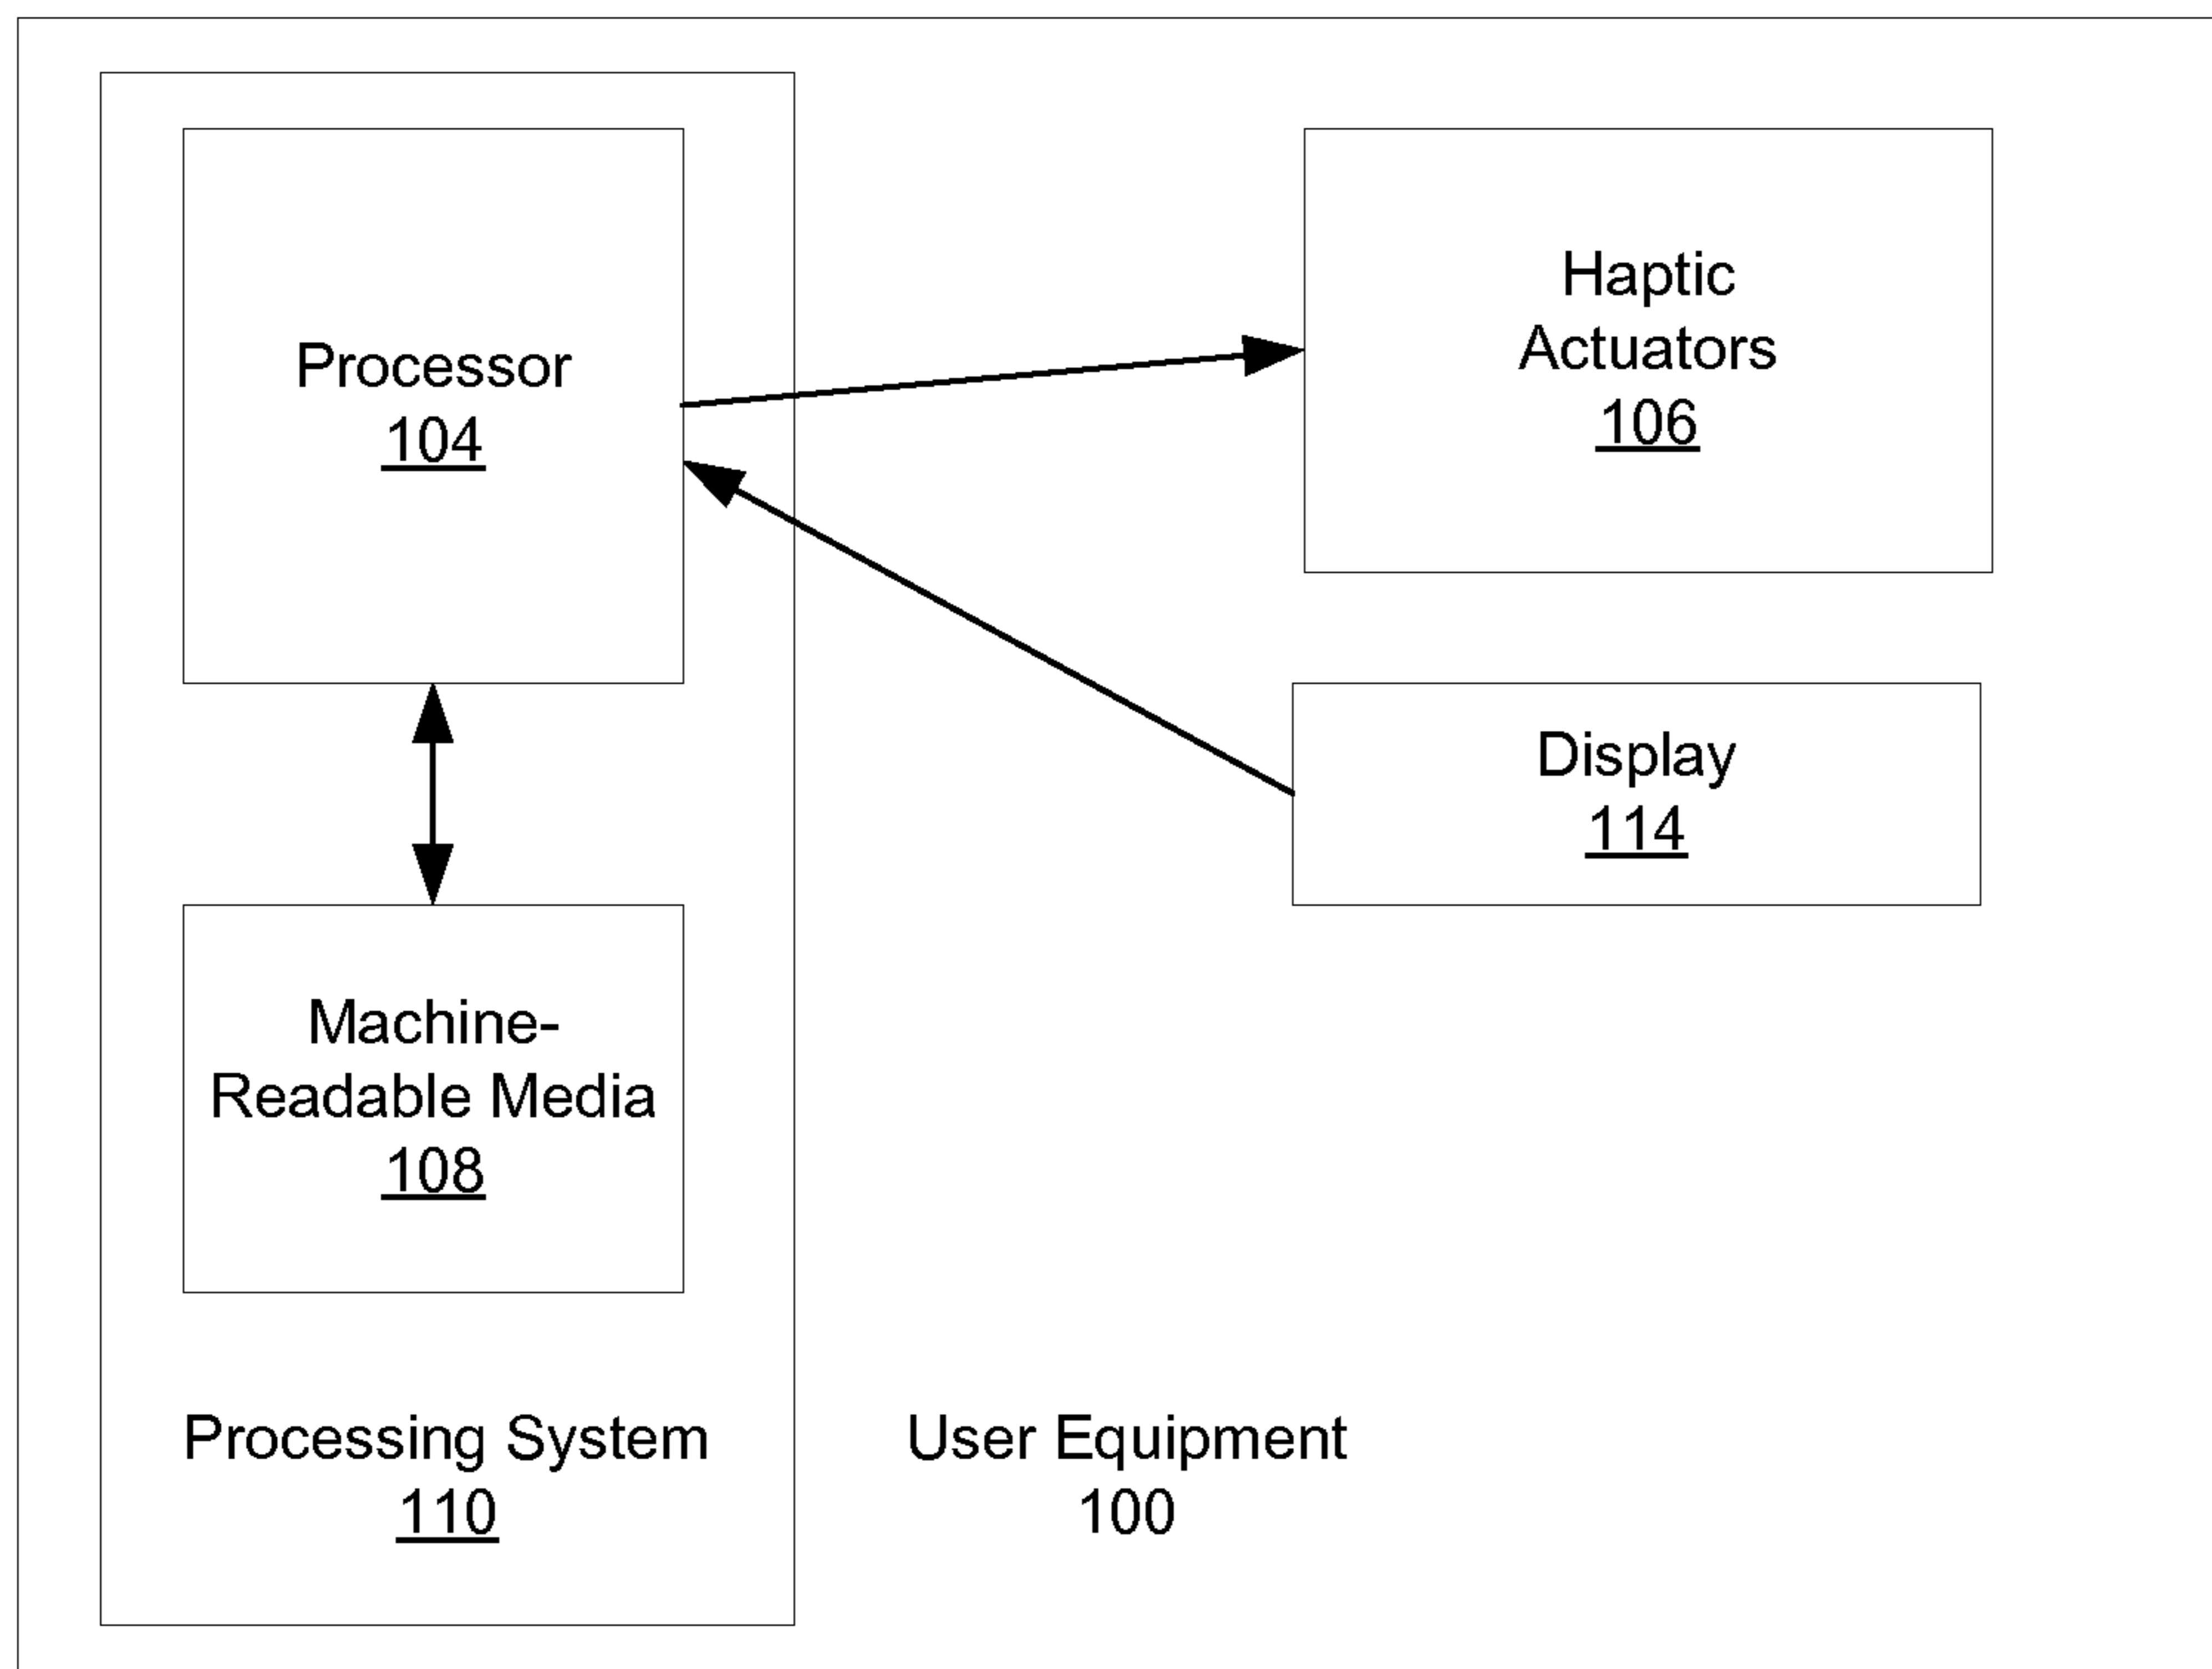 Processor
104
Haptic
Actuators
106
Display
114
Machine-
Readable Media
108
Processing System
110
User Equipment
100